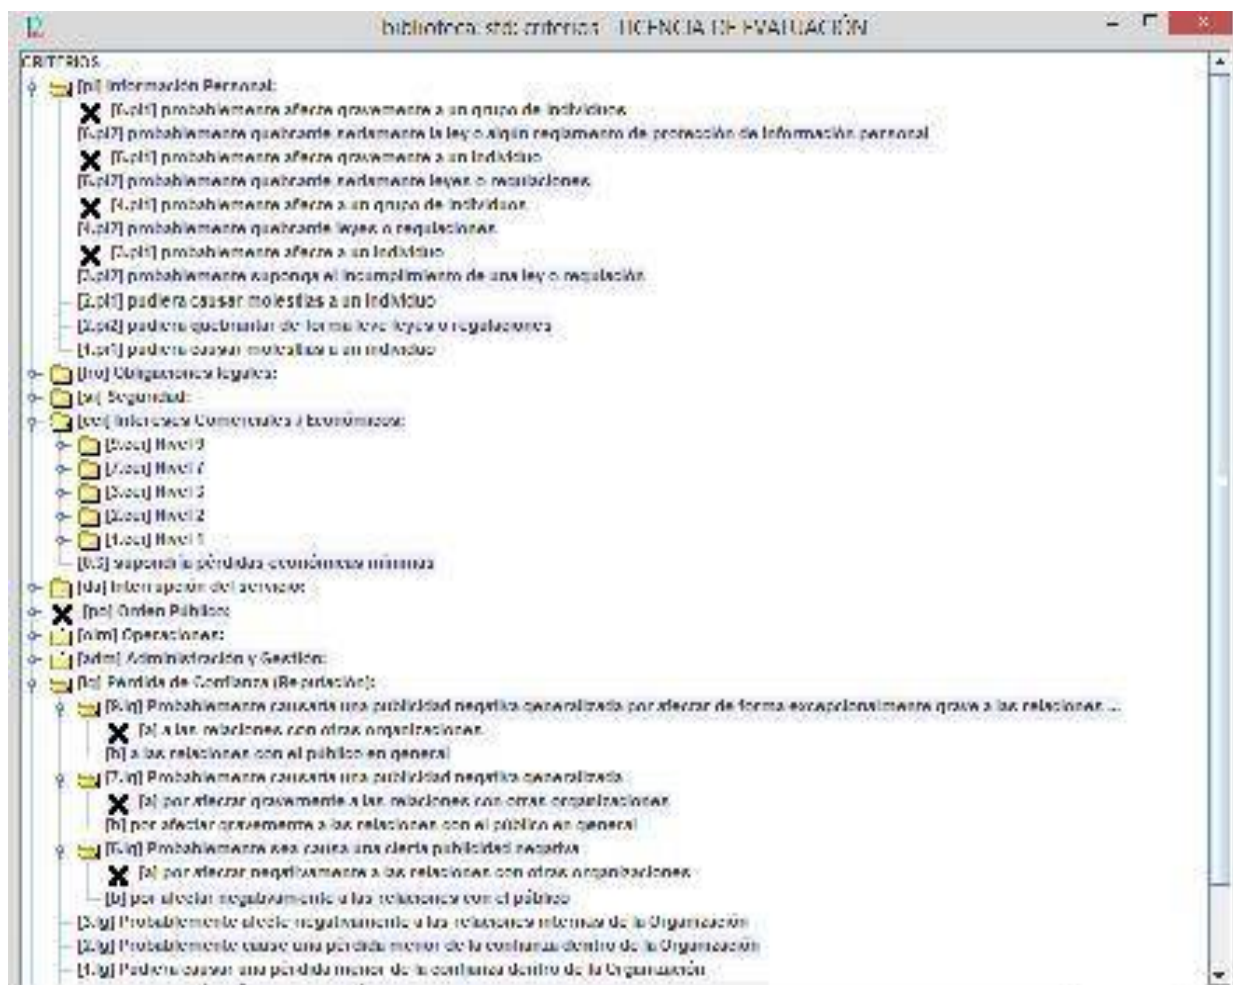 biblioteca: std: criterios - LICENCIA DE EVALUACIÓN
CRITERIOS
[pi] Información Personal:
[6.pi1] probablemente afecte gravemente a un grupo de individuos
[6.pi2] probablemente quebrante seriamente la ley o algún reglamento de protección de información personal
probablemente afecte gravemente a un individuo
probablemente quebrante seriamente leyes o regulaciones
[4.pi1] probablemente afecte a un grupo de individuos
[4.pi2] probablemente quebrante leyes o regulaciones
[3.pi1] probablemente afecte a un individuo
[3.pi2] probablemente suponga el incumplimiento de una ley o regulación
[2.pi1] pudiera causar molestias a un individuo
[2.pi2] pudiera quebrantar de forma leve leyes o regulaciones
[1.pi1] pudiera causar molestias a un individuo
[lro] Obligaciones legales:
[si] Seguridad:
[cei] Intereses Comerciales / Económicos:
[9.cei] Nivel 9
[7.cei] Nivel 7
[3.cei] Nivel 3
[2.cei] Nivel 2
[1.cei] Nivel 1
[0.3] supondría pérdidas económicas mínimas
[da] Interrupción del servicio:
[po] Orden Público:
[olm] Operaciones:
[adm] Administración y Gestión:
[lg] Pérdida de Confianza (Reputación):
[9.lg] Probablemente causaría una publicidad negativa generalizada por afectar de forma excepcionalmente grave a las relaciones ...
[a] a las relaciones con otras organizaciones
[b] a las relaciones con el público en general
[7.lg] Probablemente causaría una publicidad negativa generalizada
[a] por afectar gravemente a las relaciones con otras organizaciones
[b] por afectar gravemente a las relaciones con el público en general
Probablemente sea causa una cierta publicidad negativa
[a] por afectar negativamente a las relaciones con otras organizaciones
[b] por afectar negativamente a las relaciones con el público
[3.lg] Probablemente afecte negativamente a las relaciones internas de la Organización
[2.lg] Probablemente cause una pérdida menor de la confianza dentro de la Organización
[1.lg] Pudiera causar una pérdida menor de la confianza dentro de la Organización